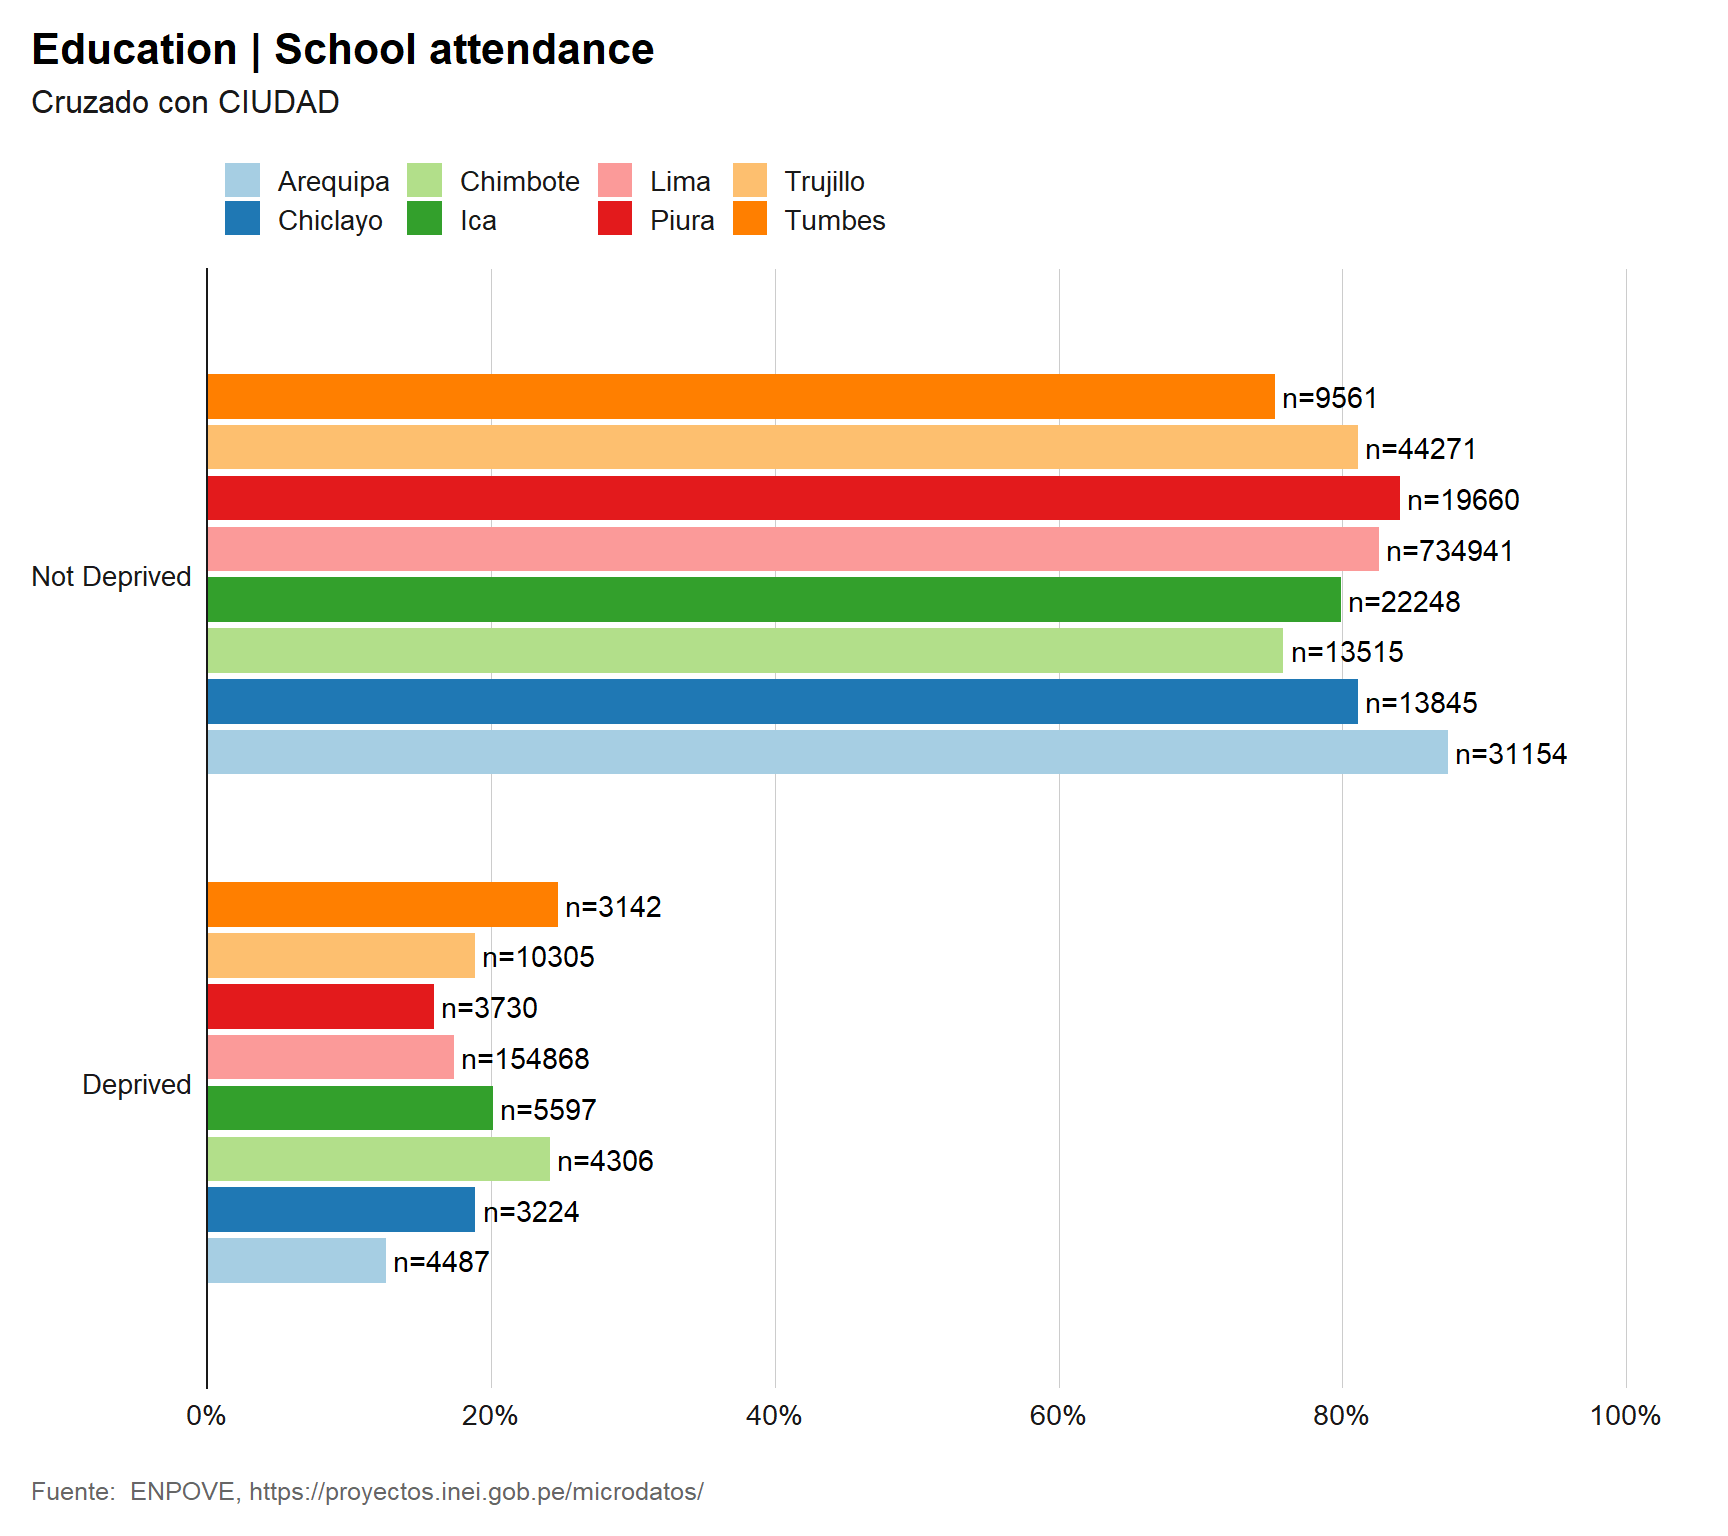 Education | School attendance
Cruzado con CIUDAD
Arequipa Chimbote Lima Trujillo
Chiclayo Ica Piura Tumbes
n=9561
n=44271
n=19660
n=734941
Not Deprived
n=22248
n=13515
n=13845
n=31154
n=3142
n=10305
n=3730
n=154868
Deprived
n=5597
n=4306
n=3224
n=4487
0% 20% 40% 60% 80% 100%
Fuente: ENPOVE, https://proyectos.inei.gob.pe/microdatos/